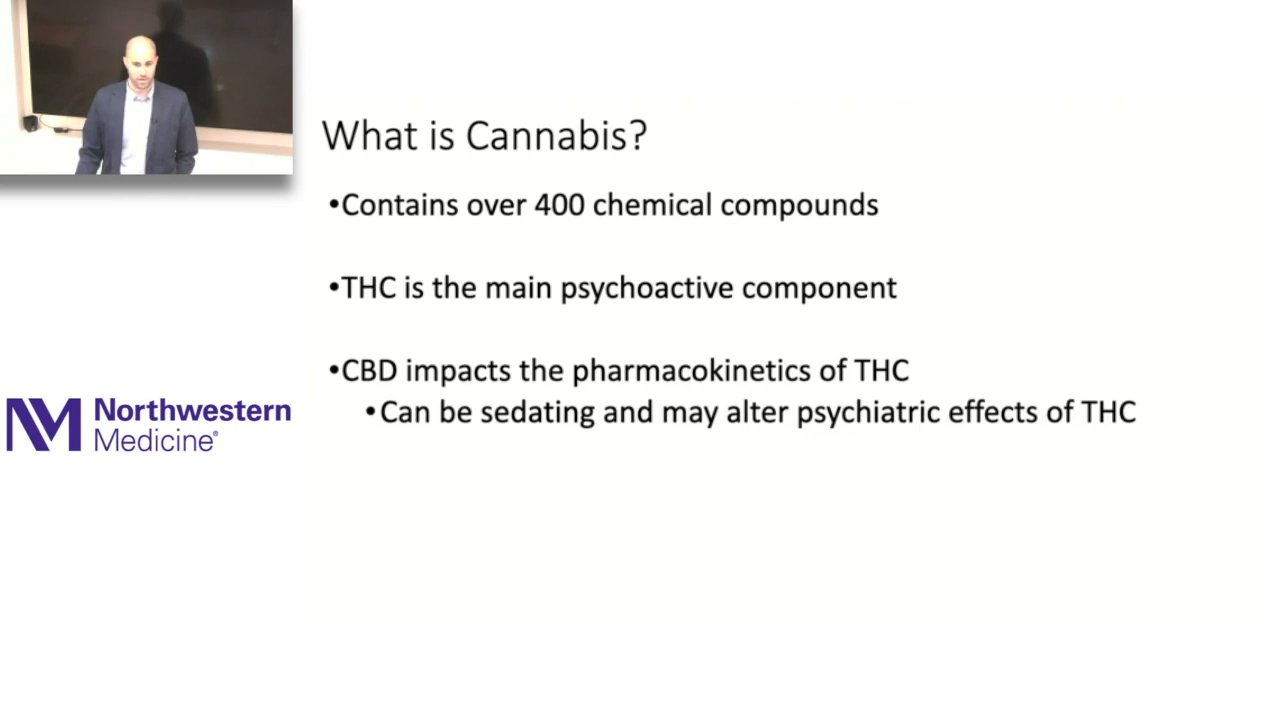 What is Cannabis?
•Contains over 400 chemical compounds
•THC is the main psychoactive component
•CBD impacts the pharmacokinetics of THC
•Can be sedating and may alter psychiatric effects of THC
Northwestern
Medicine®